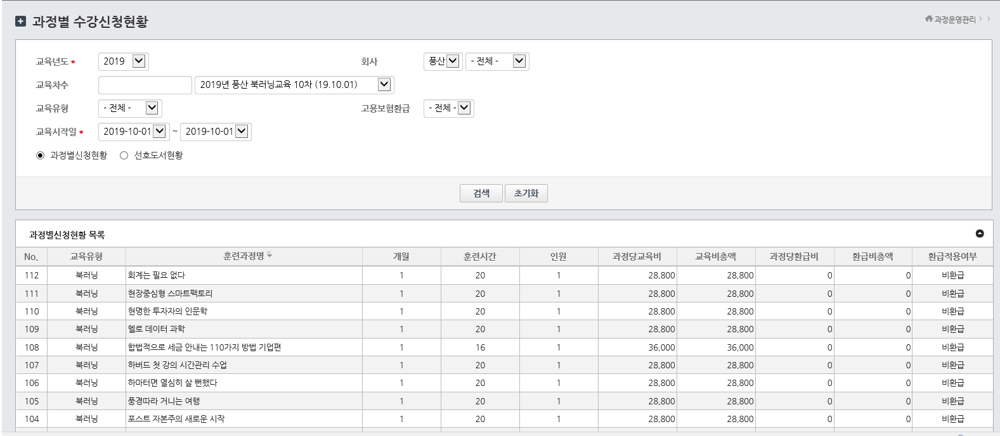 과정별 수강신청현황
과정운영관리 > >
교육년도 * 2019 회사 풍산 - 전체 -
교육차수 2019년 풍산 북러닝교육 10차 (19.10.01)
교육유형 - 전체 - 고용보험환급 - 전체 -
교육시작일 * 2019-10-01 ~ 2019-10-01
과정별신청현황 선호도서현황
검색 초기화
과정별신청현황 목록
No. 교육유형 훈련과정명 개월 훈련시간 인원 과정당교육비 교육비총액 과정당환급비 환급비총액 환급적용여부
112 북러닝 회계는 필요 없다 1 20 1 28,800 28,800 0 0 비환급
111 북러닝 현장중심형 스마트팩토리 1 20 1 28,800 28,800 0 0 비환급
110 북러닝 현명한 투자자의 인문학 1 20 1 28,800 28,800 0 0 비환급
109 북러닝 헬로 데이터 과학 1 20 1 28,800 28,800 0 0 비환급
108 북러닝 합법적으로 세금 안내는 110가지 방법 기업편 1 16 1 36,000 36,000 0 0 비환급
107 북러닝 하버드 첫 강의 시간관리 수업 1 20 1 28,800 28,800 0 0 비환급
106 북러닝 하마터면 열심히 살 뻔했다 1 20 1 28,800 28,800 0 0 비환급
105 북러닝 풍경따라 거니는 여행 1 20 1 28,800 28,800 0 0 비환급
104 북러닝 포스트 자본주의 새로운 시작 1 20 1 28,800 28,800 0 0 비환급